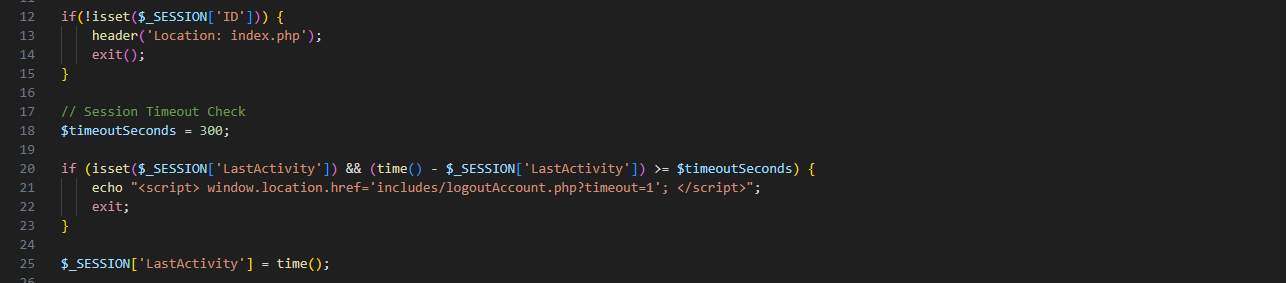 11
12 if(!isset($_SESSION['ID'])) {
13     header('Location: index.php');
14     exit();
15 }
16
17 // Session Timeout Check
18 $timeoutSeconds = 300;
19
20 if (isset($_SESSION['LastActivity']) && (time() - $_SESSION['LastActivity']) >= $timeoutSeconds) {
21     echo "<script> window.location.href='includes/logoutAccount.php?timeout=1'; </script>";
22     exit;
23 }
24
25 $_SESSION['LastActivity'] = time();
26